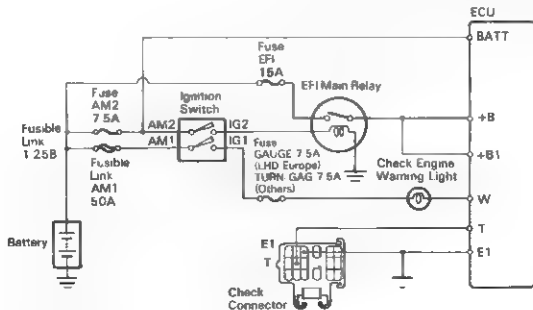 ECU
BATT
Fuse
EFI
15A
EFI Main Relay
Fuse
AM2
7.5A
Ignition
Switch
AM2
IG2
AM1
IG1
Fusible
Link
1.25B
Fusible
Link
AM1
50A
Fuse
GAUGE 7.5A
(LHD Europe)
TURN-GAG 7.5A
(Others)
+B
+B1
Check Engine
Warning Light
W
Battery
T
E1
E1
T
Check
Connector